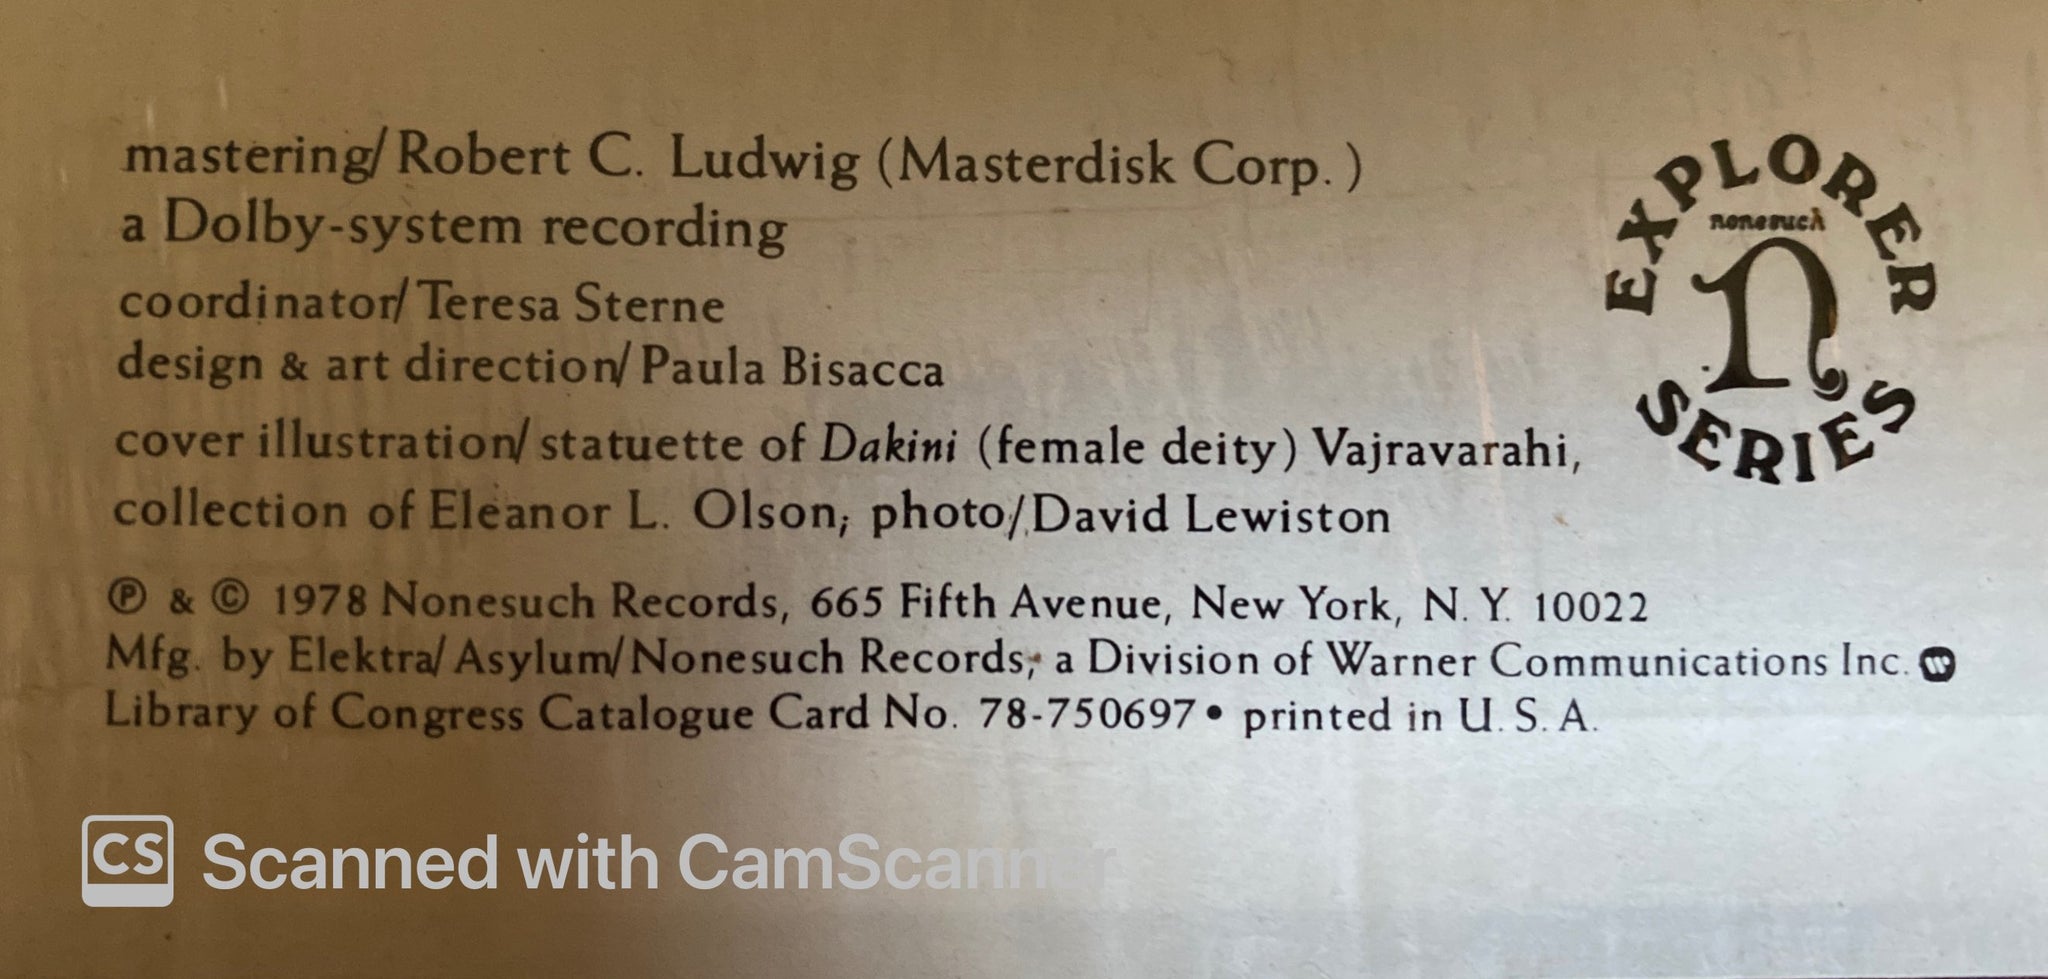 mastering/Robert C. Ludwig (Masterdisk Corp.)
a Dolby-system recording
coordinator/Teresa Sterne
design & art direction/Paula Bisacca
cover illustration/statuette of Dakini (female deity) Vajravarahi,
collection of Eleanor L. Olson; photo/David Lewiston
℗ & © 1978 Nonesuch Records, 665 Fifth Avenue, New York, N.Y. 10022
Mfg. by Elektra/Asylum/Nonesuch Records, a Division of Warner Communications Inc. W
Library of Congress Catalogue Card No. 78-750697 • printed in U.S.A.
EXPLORER
nonesuch
n
SERIES
CS Scanned with CamScanner